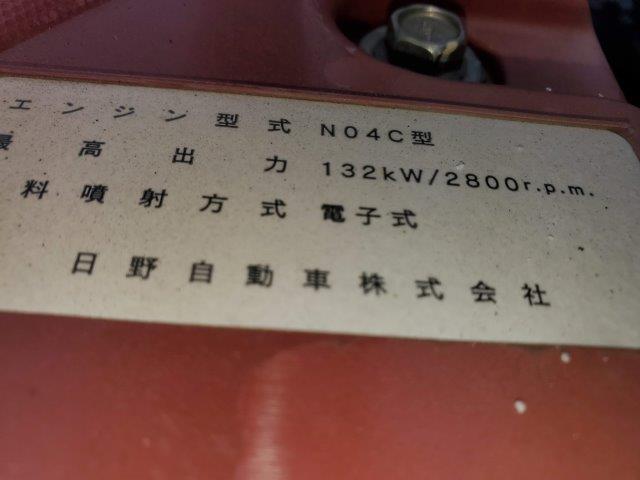 エンジン型式 N04C型
最高出力 132kW/2800r.p.m.
料噴射方式 電子式
日野自動車株式会社